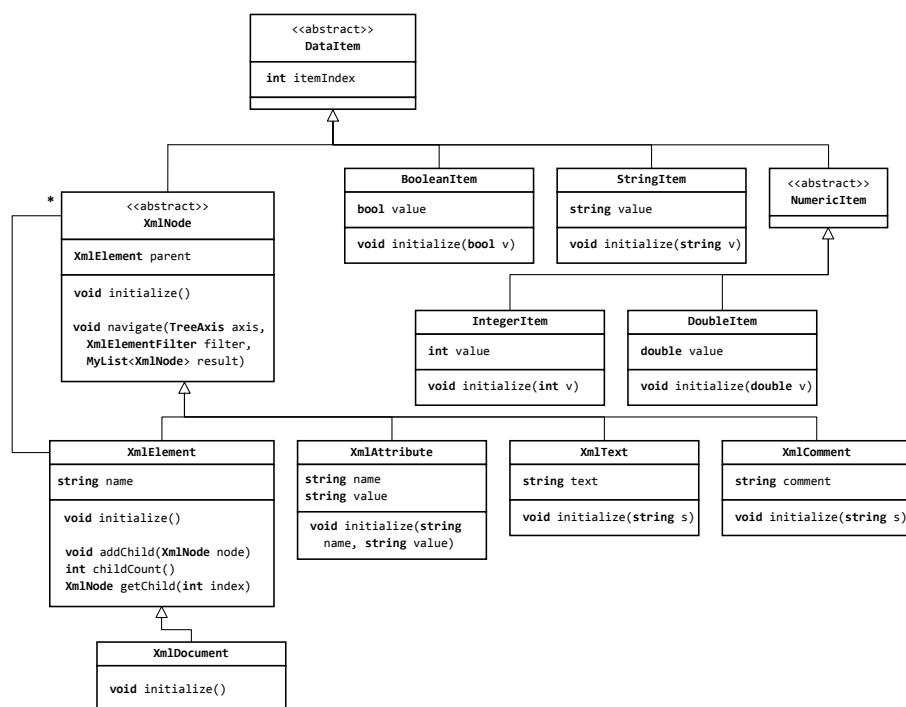 <<abstract>>
DataItem
int itemIndex
*
<<abstract>>
XmlNode
XmlElement parent
void initialize()
void navigate(TreeAxis axis,
XmlElementFilter filter,
MyList<XmlNode> result)
BooleanItem
bool value
void initialize(bool v)
StringItem
string value
void initialize(string v)
<<abstract>>
NumericItem
IntegerItem
int value
void initialize(int v)
DoubleItem
double value
void initialize(double v)
XmlElement
string name
void initialize()
void addChild(XmlNode node)
int childCount()
XmlNode getChild(int index)
XmlAttribute
string name
string value
void initialize(string
name, string value)
XmlText
string text
void initialize(string s)
XmlComment
string comment
void initialize(string s)
XmlDocument
void initialize()